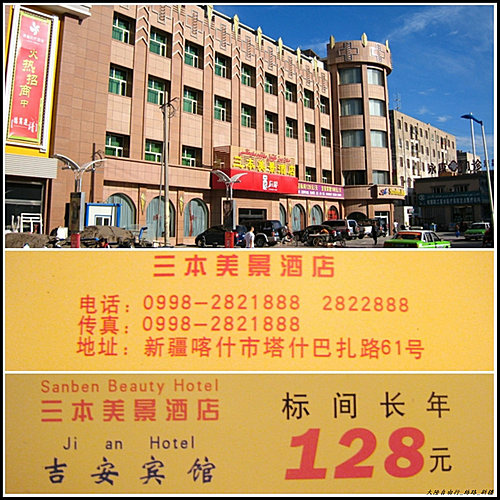 火热招商中
三本美景酒店
三本美景酒店
电话：0998－2821888 2822888
传真：0998－2821888
地址：新疆喀什市塔什巴扎路61号
Sanben Beauty Hotel
三本美景酒店
标间长年
Ji an Hotel
128元
吉安宾馆